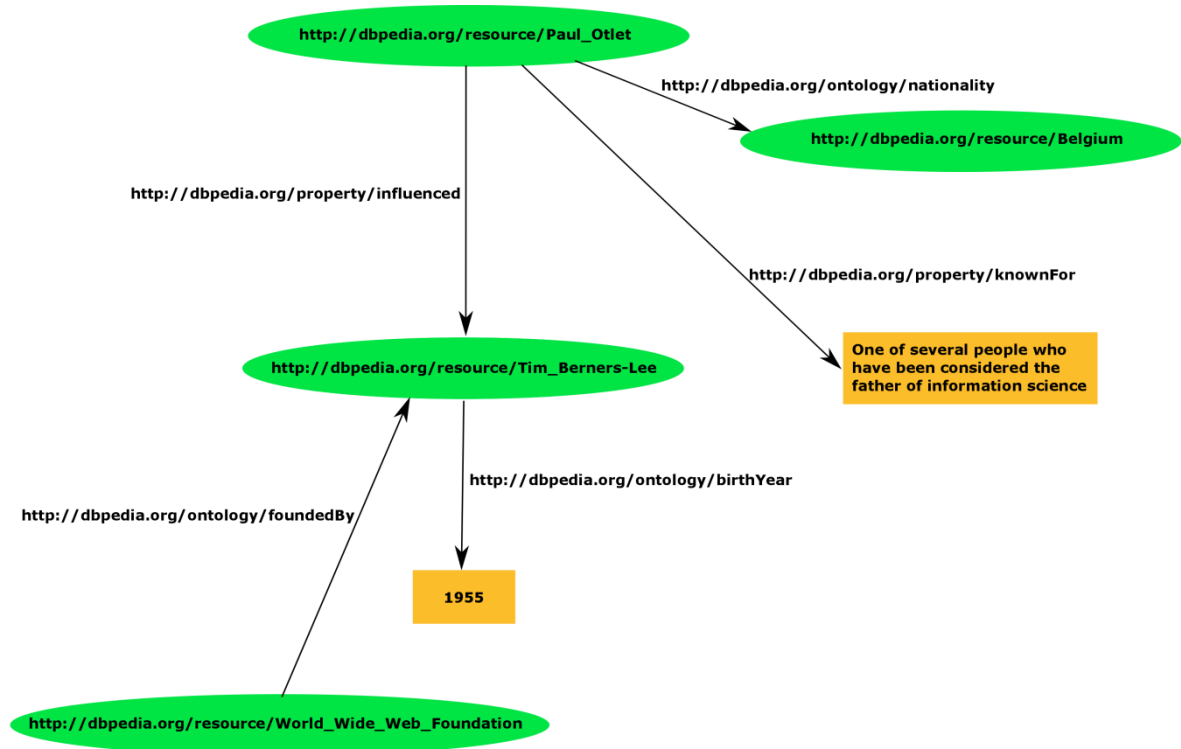 http://dbpedia.org/resource/Paul_Otlet
http://dbpedia.org/ontology/nationality
http://dbpedia.org/resource/Belgium
http://dbpedia.org/property/influenced
http://dbpedia.org/property/knownFor
One of several people who
have been considered the
father of information science
http://dbpedia.org/resource/Tim_Berners-Lee
http://dbpedia.org/ontology/birthYear
http://dbpedia.org/ontology/foundedBy
1955
http://dbpedia.org/resource/World_Wide_Web_Foundation